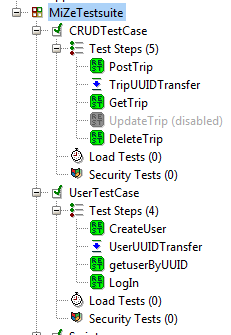 MiZeTestsuite
CRUDTestCase
Test Steps (5)
PostTrip
TripUUIDTransfer
GetTrip
UpdateTrip (disabled)
DeleteTrip
Load Tests (0)
Security Tests (0)
UserTestCase
Test Steps (4)
CreateUser
UserUUIDTransfer
getuserByUUID
LogIn
Load Tests (0)
Security Tests (0)